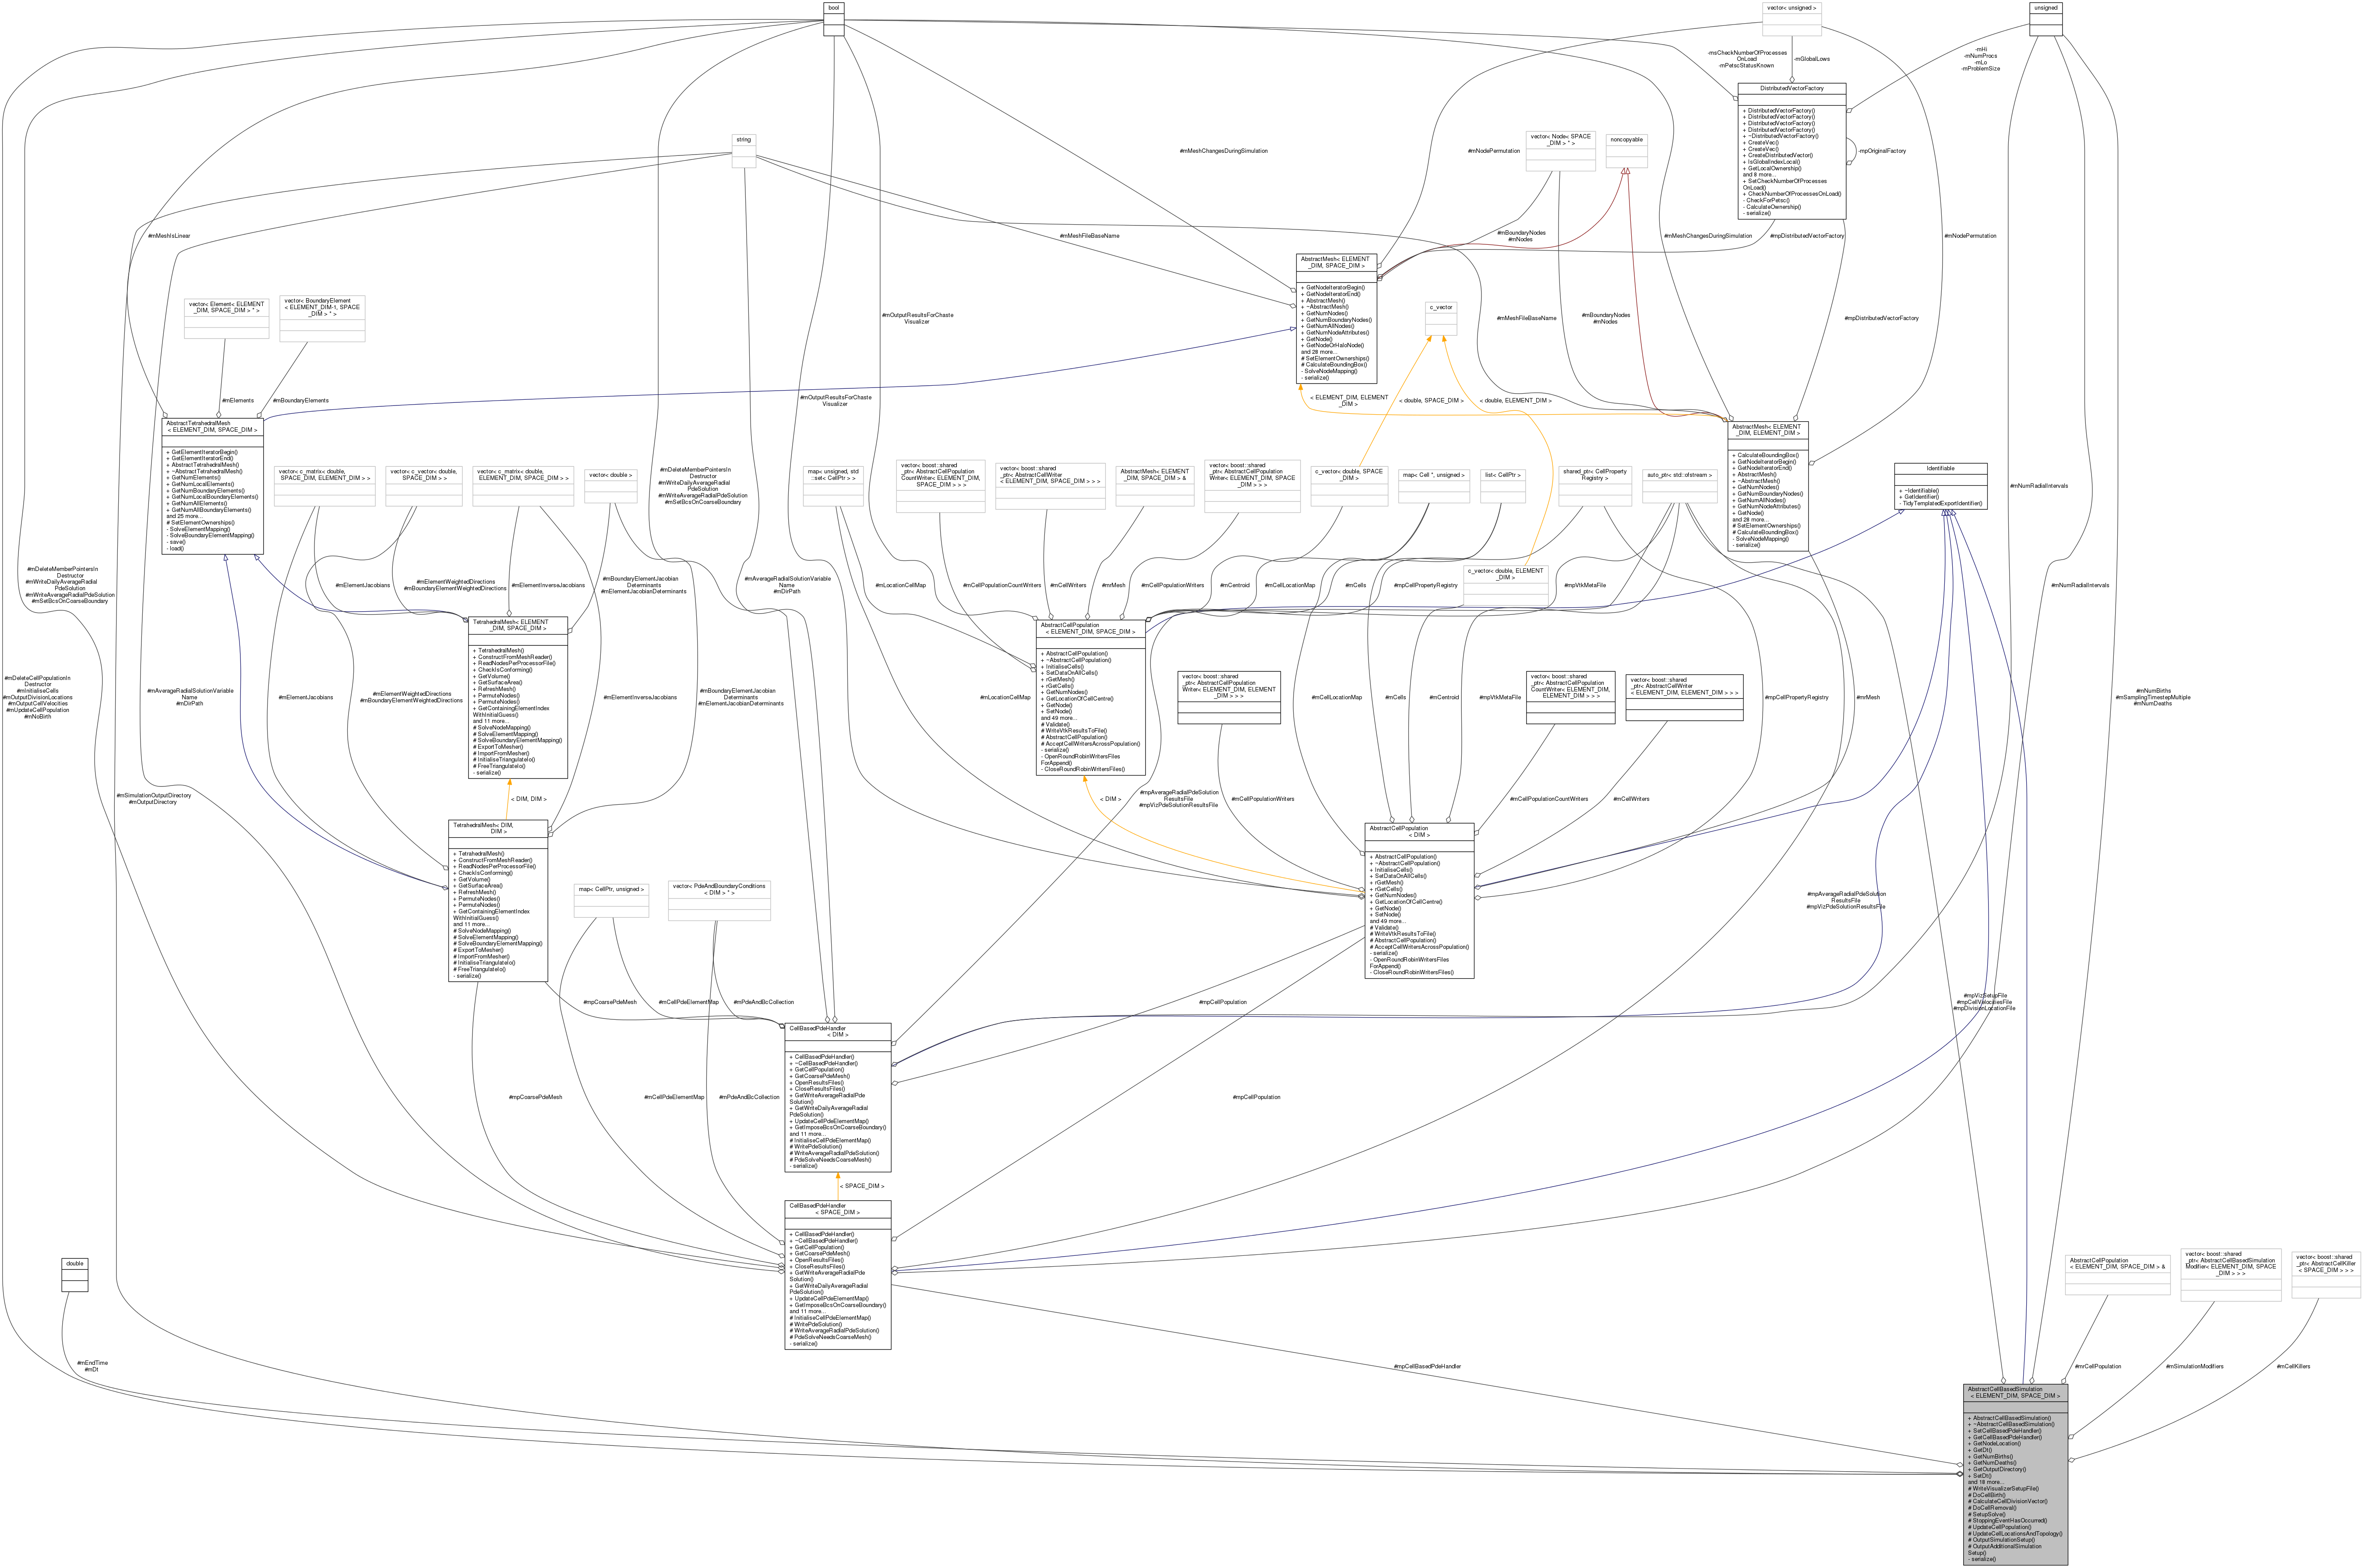 bool
vector< unsigned >
unsigned
-msCheckNumberOfProcesses
OnLoad
-mPetscStatusKnown
-mGlobalLows
-mHi
-mNumProcs
-mLo
-mProblemSize
DistributedVectorFactory
+ DistributedVectorFactory()
+ DistributedVectorFactory()
+ DistributedVectorFactory()
+ DistributedVectorFactory()
+ ~DistributedVectorFactory()
+ CreateVec()
+ CreateVec()
+ CreateDistributedVector()
+ IsGlobalIndexLocal()
+ GetLocalOwnership()
and 8 more...
+ SetCheckNumberOfProcesses
OnLoad()
+ CheckNumberOfProcessesOnLoad()
- CheckForPetsc()
- CalculateOwnership()
- serialize()
-mpOriginalFactory
string
vector< Node< SPACE
_DIM > * >
noncopyable
#mMeshChangesDuringSimulation
#mNodePermutation
#mMeshIsLinear
#mMeshFileBaseName
#mBoundaryNodes
#mNodes
#mpDistributedVectorFactory
#mMeshChangesDuringSimulation
#mNodePermutation
AbstractMesh< ELEMENT
_DIM, SPACE_DIM >
+ GetNodeIteratorBegin()
+ GetNodeIteratorEnd()
+ AbstractMesh()
+ ~AbstractMesh()
+ GetNumNodes()
+ GetNumBoundaryNodes()
+ GetNumAllNodes()
+ GetNumNodeAttributes()
+ GetNode()
+ GetNodeOrHaloNode()
and 28 more...
# SetElementOwnerships()
# CalculateBoundingBox()
- SolveNodeMapping()
- serialize()
vector< Element< ELEMENT
_DIM, SPACE_DIM > * >
vector< BoundaryElement
< ELEMENT_DIM-1, SPACE
_DIM > * >
c_vector
#mOutputResultsForChaste
Visualizer
#mMeshFileBaseName
#mBoundaryNodes
#mNodes
#mpDistributedVectorFactory
#mElements
#mBoundaryElements
#mOutputResultsForChaste
Visualizer
< ELEMENT_DIM, ELEMENT
_DIM >
< double, SPACE_DIM >
< double, ELEMENT_DIM >
AbstractTetrahedralMesh
< ELEMENT_DIM, SPACE_DIM >
+ GetElementIteratorBegin()
+ GetElementIteratorEnd()
+ AbstractTetrahedralMesh()
+ ~AbstractTetrahedralMesh()
+ GetNumElements()
+ GetNumLocalElements()
+ GetNumBoundaryElements()
+ GetNumLocalBoundaryElements()
+ GetNumAllElements()
+ GetNumAllBoundaryElements()
and 25 more...
# SetElementOwnerships()
- SolveElementMapping()
- SolveBoundaryElementMapping()
- save()
- load()
AbstractMesh< ELEMENT
_DIM, ELEMENT_DIM >
+ CalculateBoundingBox()
+ GetNodeIteratorBegin()
+ GetNodeIteratorEnd()
+ AbstractMesh()
+ ~AbstractMesh()
+ GetNumNodes()
+ GetNumBoundaryNodes()
+ GetNumAllNodes()
+ GetNumNodeAttributes()
+ GetNode()
and 28 more...
# SetElementOwnerships()
# CalculateBoundingBox()
- SolveNodeMapping()
- serialize()
vector< c_matrix< double,
SPACE_DIM, ELEMENT_DIM > >
vector< c_vector< double,
SPACE_DIM > >
vector< c_matrix< double,
ELEMENT_DIM, SPACE_DIM > >
vector< double >
#mDeleteMemberPointersIn
Destructor
#mWriteDailyAverageRadial
PdeSolution
#mWriteAverageRadialPdeSolution
#mSetBcsOnCoarseBoundary
map< unsigned, std
::set< CellPtr > >
vector< boost::shared
_ptr< AbstractCellPopulation
CountWriter< ELEMENT_DIM,
SPACE_DIM > > >
vector< boost::shared
_ptr< AbstractCellWriter
< ELEMENT_DIM, SPACE_DIM > > >
AbstractMesh< ELEMENT
_DIM, SPACE_DIM > &
vector< boost::shared
_ptr< AbstractCellPopulation
Writer< ELEMENT_DIM, SPACE
_DIM > > >
c_vector< double, SPACE
_DIM >
map< Cell *, unsigned >
list< CellPtr >
shared_ptr< CellProperty
Registry >
auto_ptr< std::ofstream >
Identifiable
+ ~Identifiable()
+ GetIdentifier()
- TidyTemplatedExportIdentifier()
#mNumRadialIntervals
#mDeleteMemberPointersIn
Destructor
#mWriteDailyAverageRadial
PdeSolution
#mWriteAverageRadialPdeSolution
#mSetBcsOnCoarseBoundary
#mElementJacobians
#mElementWeightedDirections
#mBoundaryElementWeightedDirections
#mElementInverseJacobians
#mBoundaryElementJacobian
Determinants
#mElementJacobianDeterminants
#mAverageRadialSolutionVariable
Name
#mDirPath
#mLocationCellMap
#mCellPopulationCountWriters
#mCellWriters
#mrMesh
#mCellPopulationWriters
#mCentroid
#mCellLocationMap
#mCells
#mpCellPropertyRegistry
c_vector< double, ELEMENT
_DIM >
#mpVtkMetaFile
#mNumRadialIntervals
TetrahedralMesh< ELEMENT
_DIM, SPACE_DIM >
+ TetrahedralMesh()
+ ConstructFromMeshReader()
+ ReadNodesPerProcessorFile()
+ CheckIsConforming()
+ GetVolume()
+ GetSurfaceArea()
+ RefreshMesh()
+ PermuteNodes()
+ PermuteNodes()
+ GetContainingElementIndex
WithInitialGuess()
and 11 more...
# SolveNodeMapping()
# SolveElementMapping()
# SolveBoundaryElementMapping()
# ExportToMesher()
# ImportFromMesher()
# InitialiseTriangulateIo()
# FreeTriangulateIo()
- serialize()
AbstractCellPopulation
< ELEMENT_DIM, SPACE_DIM >
+ AbstractCellPopulation()
+ ~AbstractCellPopulation()
+ InitialiseCells()
+ SetDataOnAllCells()
+ rGetMesh()
+ rGetCells()
+ GetNumNodes()
+ GetLocationOfCellCentre()
+ GetNode()
+ SetNode()
and 49 more...
# Validate()
# WriteVtkResultsToFile()
# AbstractCellPopulation()
# AcceptCellWritersAcrossPopulation()
- serialize()
- OpenRoundRobinWritersFiles
ForAppend()
- CloseRoundRobinWritersFiles()
#mDeleteCellPopulationIn
Destructor
#mInitialiseCells
#mOutputDivisionLocations
#mOutputCellVelocities
#mUpdateCellPopulation
#mNoBirth
#mAverageRadialSolutionVariable
Name
#mDirPath
#mElementJacobians
#mElementWeightedDirections
#mBoundaryElementWeightedDirections
#mElementInverseJacobians
#mBoundaryElementJacobian
Determinants
#mElementJacobianDeterminants
#mLocationCellMap
vector< boost::shared
_ptr< AbstractCellPopulation
Writer< ELEMENT_DIM, ELEMENT
_DIM > > >
#mCellLocationMap
#mCells
#mCentroid
#mpVtkMetaFile
vector< boost::shared
_ptr< AbstractCellPopulation
CountWriter< ELEMENT_DIM,
ELEMENT_DIM > > >
vector< boost::shared
_ptr< AbstractCellWriter
< ELEMENT_DIM, ELEMENT_DIM > > >
#mpCellPropertyRegistry
#mrMesh
#mNumBirths
#mSamplingTimestepMultiple
#mNumDeaths
#mSimulationOutputDirectory
#mOutputDirectory
< DIM, DIM >
#mpAverageRadialPdeSolution
ResultsFile
#mpVizPdeSolutionResultsFile
< DIM >
#mCellPopulationWriters
#mCellPopulationCountWriters
#mCellWriters
TetrahedralMesh< DIM,
DIM >
+ TetrahedralMesh()
+ ConstructFromMeshReader()
+ ReadNodesPerProcessorFile()
+ CheckIsConforming()
+ GetVolume()
+ GetSurfaceArea()
+ RefreshMesh()
+ PermuteNodes()
+ PermuteNodes()
+ GetContainingElementIndex
WithInitialGuess()
and 11 more...
# SolveNodeMapping()
# SolveElementMapping()
# SolveBoundaryElementMapping()
# ExportToMesher()
# ImportFromMesher()
# InitialiseTriangulateIo()
# FreeTriangulateIo()
- serialize()
map< CellPtr, unsigned >
vector< PdeAndBoundaryConditions
< DIM > * >
AbstractCellPopulation
< DIM >
+ AbstractCellPopulation()
+ ~AbstractCellPopulation()
+ InitialiseCells()
+ SetDataOnAllCells()
+ rGetMesh()
+ rGetCells()
+ GetNumNodes()
+ GetLocationOfCellCentre()
+ GetNode()
+ SetNode()
and 49 more...
# Validate()
# WriteVtkResultsToFile()
# AbstractCellPopulation()
# AcceptCellWritersAcrossPopulation()
- serialize()
- OpenRoundRobinWritersFiles
ForAppend()
- CloseRoundRobinWritersFiles()
#mpAverageRadialPdeSolution
ResultsFile
#mpVizPdeSolutionResultsFile
#mpCoarsePdeMesh
#mCellPdeElementMap
#mPdeAndBcCollection
#mpCellPopulation
#mpVizSetupFile
#mpCellVelocitiesFile
#mpDivisionLocationFile
CellBasedPdeHandler
< DIM >
+ CellBasedPdeHandler()
+ ~CellBasedPdeHandler()
+ GetCellPopulation()
+ GetCoarsePdeMesh()
+ OpenResultsFiles()
+ CloseResultsFiles()
+ GetWriteAverageRadialPde
Solution()
+ GetWriteDailyAverageRadial
PdeSolution()
+ UpdateCellPdeElementMap()
+ GetImposeBcsOnCoarseBoundary()
and 11 more...
# InitialiseCellPdeElementMap()
# WritePdeSolution()
# WriteAverageRadialPdeSolution()
# PdeSolveNeedsCoarseMesh()
- serialize()
#mpCoarsePdeMesh
#mCellPdeElementMap
#mPdeAndBcCollection
#mpCellPopulation
< SPACE_DIM >
CellBasedPdeHandler
< SPACE_DIM >
+ CellBasedPdeHandler()
+ ~CellBasedPdeHandler()
+ GetCellPopulation()
+ GetCoarsePdeMesh()
+ OpenResultsFiles()
+ CloseResultsFiles()
+ GetWriteAverageRadialPde
Solution()
+ GetWriteDailyAverageRadial
PdeSolution()
+ UpdateCellPdeElementMap()
+ GetImposeBcsOnCoarseBoundary()
and 11 more...
# InitialiseCellPdeElementMap()
# WritePdeSolution()
# WriteAverageRadialPdeSolution()
# PdeSolveNeedsCoarseMesh()
- serialize()
double
AbstractCellPopulation
< ELEMENT_DIM, SPACE_DIM > &
vector< boost::shared
_ptr< AbstractCellBasedSimulation
Modifier< ELEMENT_DIM, SPACE
_DIM > > >
vector< boost::shared
_ptr< AbstractCellKiller
< SPACE_DIM > > >
#mEndTime
#mDt
#mpCellBasedPdeHandler
#mrCellPopulation
#mSimulationModifiers
#mCellKillers
AbstractCellBasedSimulation
< ELEMENT_DIM, SPACE_DIM >
+ AbstractCellBasedSimulation()
+ ~AbstractCellBasedSimulation()
+ SetCellBasedPdeHandler()
+ GetCellBasedPdeHandler()
+ GetNodeLocation()
+ GetDt()
+ GetNumBirths()
+ GetNumDeaths()
+ GetOutputDirectory()
+ SetDt()
and 18 more...
# WriteVisualizerSetupFile()
# DoCellBirth()
# CalculateCellDivisionVector()
# DoCellRemoval()
# SetupSolve()
# StoppingEventHasOccurred()
# UpdateCellPopulation()
# UpdateCellLocationsAndTopology()
# OutputSimulationSetup()
# OutputAdditionalSimulation
Setup()
- serialize()